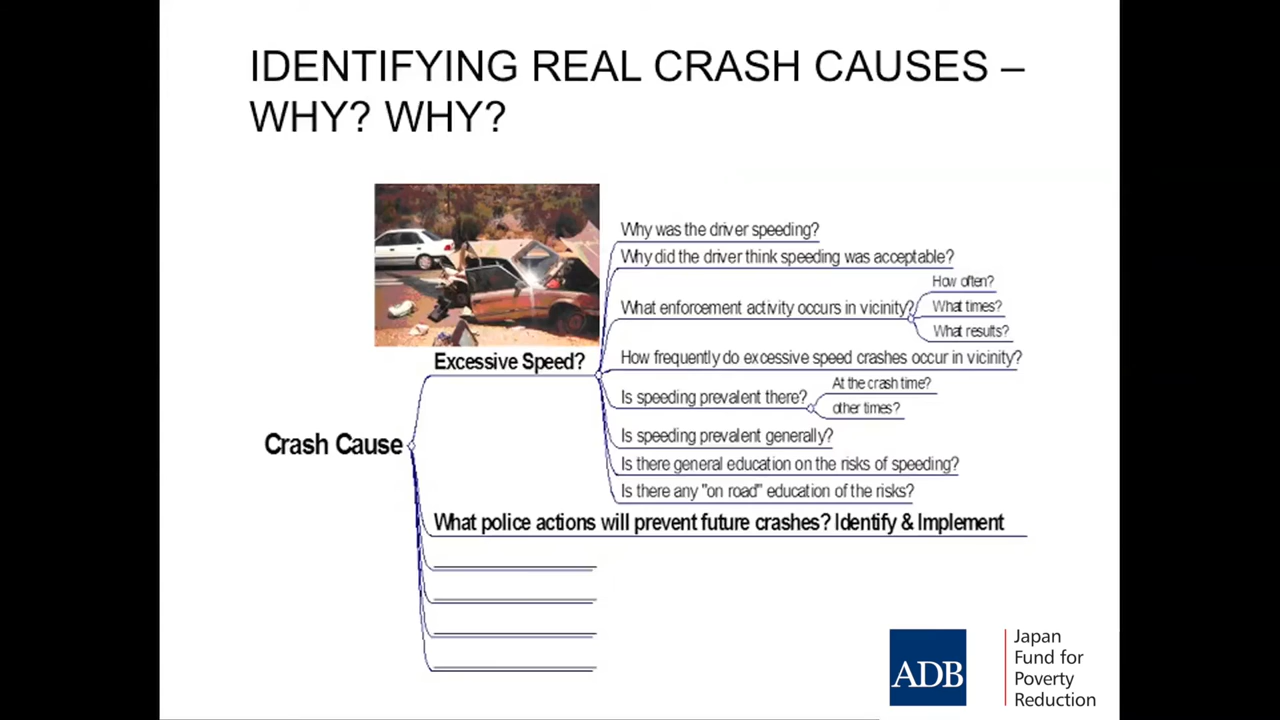 IDENTIFYING REAL CRASH CAUSES –
WHY? WHY?
Why was the driver speeding?
Why did the driver think speeding was acceptable?
How often?
What enforcement activity occurs in vicinity?
What times?
What results?
Excessive Speed?
How frequently do excessive speed crashes occur in vicinity?
Is speeding prevalent there?
At the crash time?
other times?
Is speeding prevalent generally?
Crash Cause
Is there general education on the risks of speeding?
Is there any "on road" education of the risks?
What police actions will prevent future crashes? Identify & Implement
ADB
Japan
Fund for
Poverty
Reduction